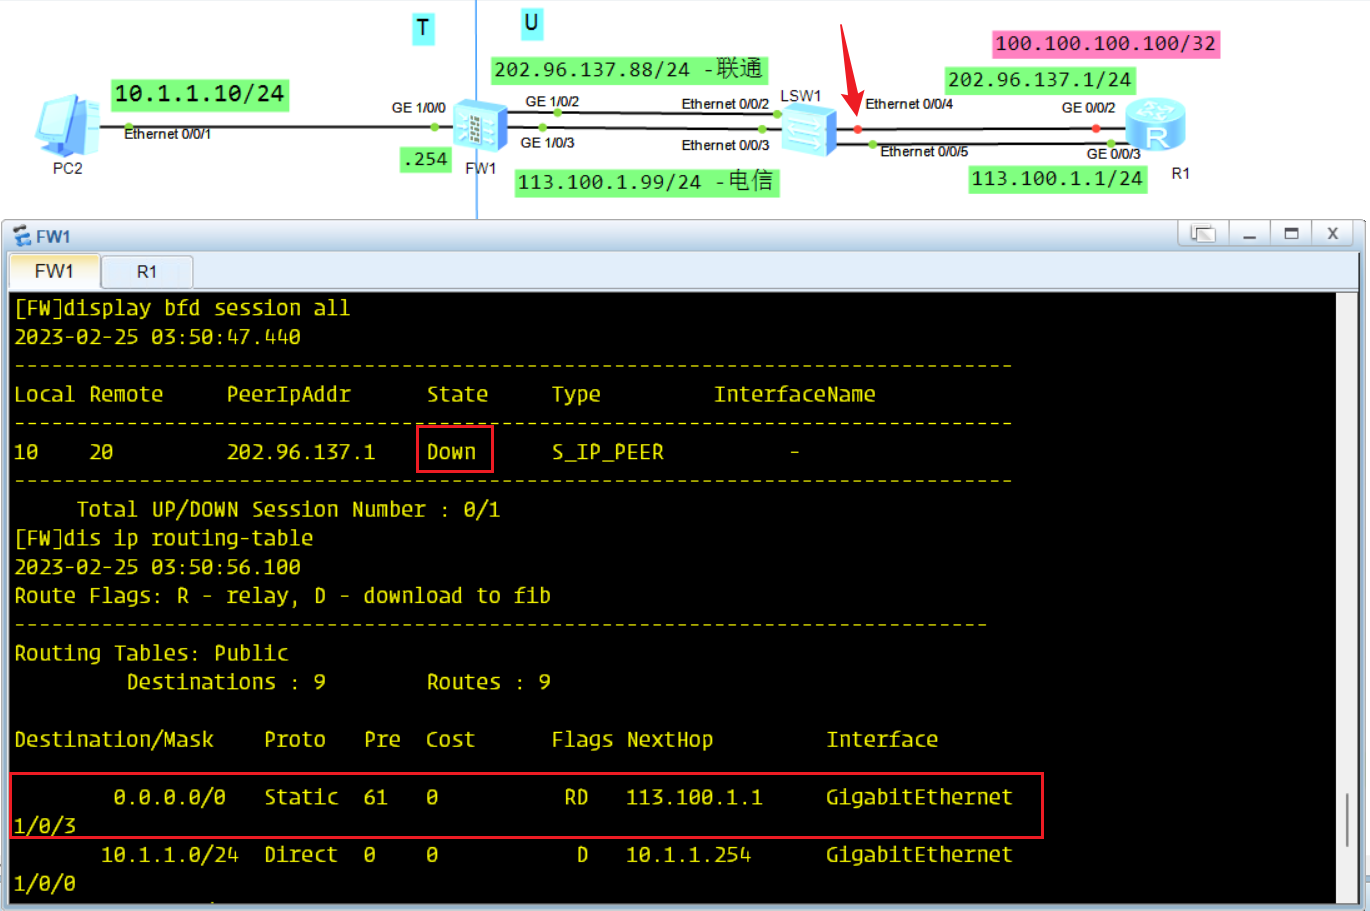 T
U
100.100.100.100/32
202.96.137.88/24 -联通
202.96.137.1/24
10.1.1.10/24
LSW1
GE 1/0/0
GE 1/0/2
Ethernet 0/0/2
Ethernet 0/0/4
GE 0/0/2
Ethernet 0/0/1
GE 1/0/3
Ethernet 0/0/3
Ethernet 0/0/5
GE 0/0/3
R
.254
PC2
FW1
113.100.1.99/24 -电信
113.100.1.1/24
R1
FW1
FW1
R1
[FW]display bfd session all
2023-02-25 03:50:47.440
--------------------------------------------------------------------------------
Local Remote PeerIpAddr State Type InterfaceName
--------------------------------------------------------------------------------
10 20 202.96.137.1 Down S_IP_PEER -
--------------------------------------------------------------------------------
Total UP/DOWN Session Number : 0/1
[FW]dis ip routing-table
2023-02-25 03:50:56.100
Route Flags: R - relay, D - download to fib
------------------------------------------------------------------------------
Routing Tables: Public
Destinations : 9 Routes : 9
Destination/Mask Proto Pre Cost Flags NextHop Interface
0.0.0.0/0 Static 61 0 RD 113.100.1.1 GigabitEthernet
1/0/3
10.1.1.0/24 Direct 0 0 D 10.1.1.254 GigabitEthernet
1/0/0